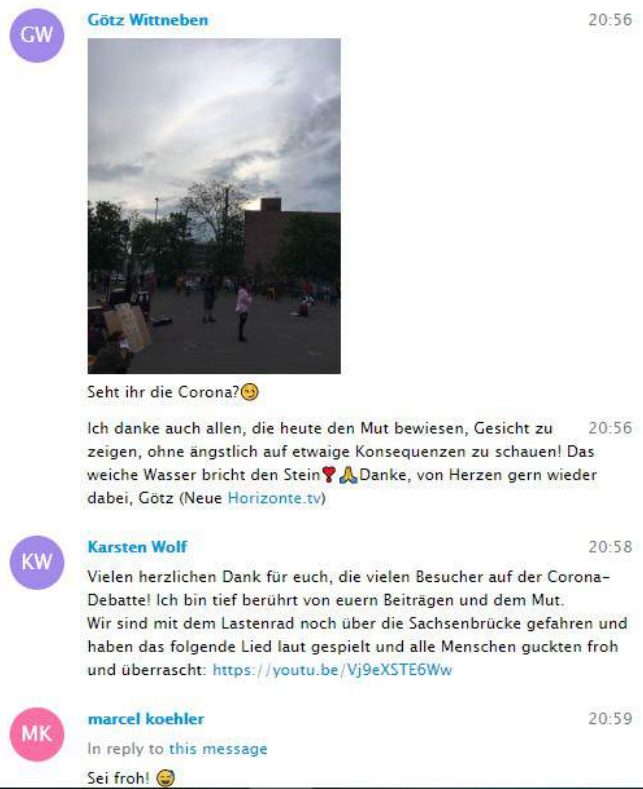 GW
Götz Wittneben 20:56
Seht ihr die Corona?😏
Ich danke auch allen, die heute den Mut bewiesen, Gesicht zu 20:56
zeigen, ohne ängstlich auf etwaige Konsequenzen zu schauen! Das
weiche Wasser bricht den Stein❣🙏Danke, von Herzen gern wieder
dabei, Götz (Neue Horizonte.tv)
KW
Karsten Wolf 20:58
Vielen herzlichen Dank für euch, die vielen Besucher auf der Corona-
Debatte! Ich bin tief berührt von euern Beiträgen und dem Mut.
Wir sind mit dem Lastenrad noch über die Sachsenbrücke gefahren und
haben das folgende Lied laut gespielt und alle Menschen guckten froh
und überrascht: https://youtu.be/Vj9eXSTE6Ww
MK
marcel koehler 20:59
In reply to this message
Sei froh! 😅